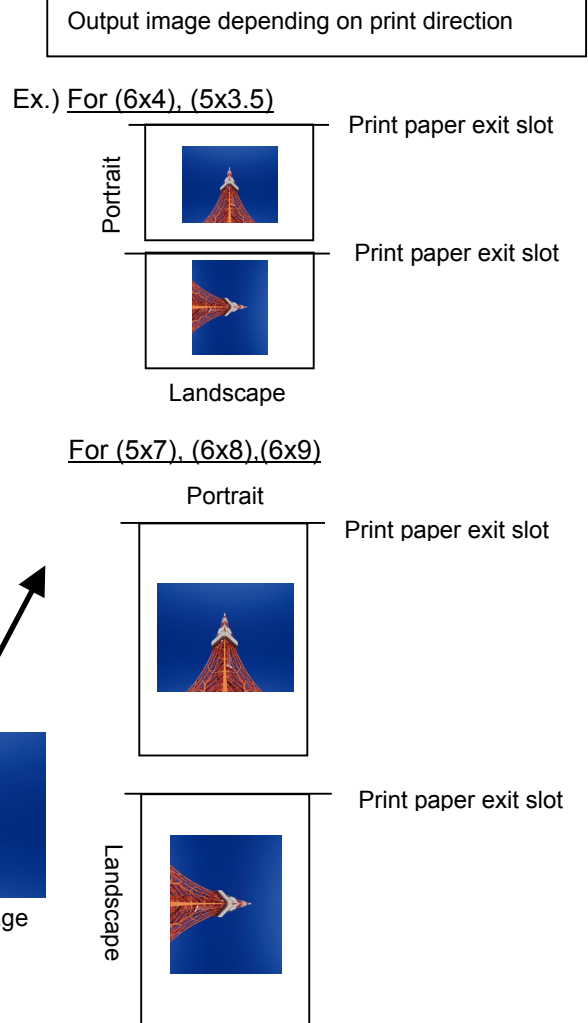 Output image depending on print direction
Ex.) For (6x4), (5x3.5)
Print paper exit slot
Portrait
Print paper exit slot
Landscape
For (5x7), (6x8),(6x9)
Portrait
Print paper exit slot
Print paper exit slot
Landscape
ge